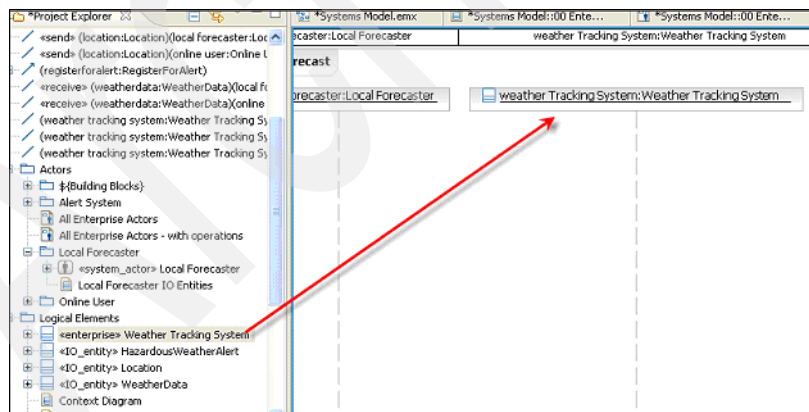 *Project Explorer
*Systems Model.emx
*Systems Model::00 Ente...
*Systems Model::00 Ente...
«send» (location:Location)(local forecaster:Loc
«send» (location:Location)(online user:Online U
(registerforalert:RegisterForAlert)
«receive» (weatherdata:WeatherData)(local fo
«receive» (weatherdata:WeatherData)(online
(weather tracking system:Weather Tracking Sy
(weather tracking system:Weather Tracking Sy
(weather tracking system:Weather Tracking Sy
Actors
${Building Blocks}
Alert System
All Enterprise Actors
All Enterprise Actors - with operations
Local Forecaster
«system_actor» Local Forecaster
Local Forecaster IO Entities
Online User
Logical Elements
«enterprise» Weather Tracking System
«IO_entity» HazardousWeatherAlert
«IO_entity» Location
«IO_entity» WeatherData
Context Diagram
ecaster:Local Forecaster
weather Tracking System:Weather Tracking System
recast
precaster:Local Forecaster
weather Tracking System:Weather Tracking System